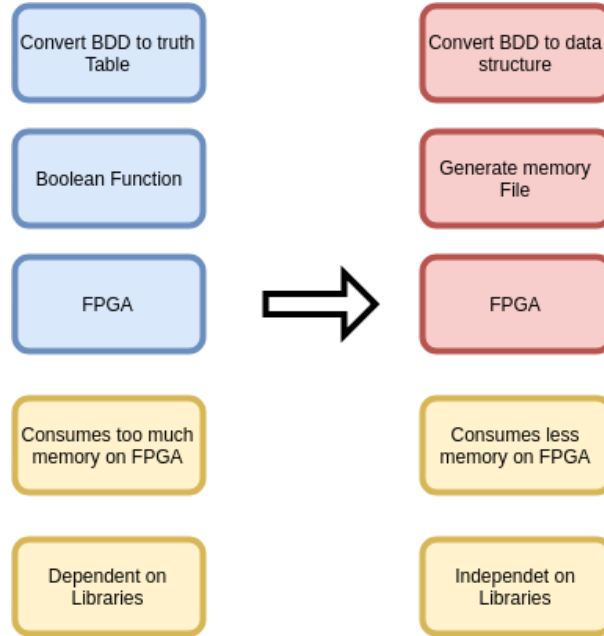 Convert BDD to truth
Table
Boolean Function
FPGA
Consumes too much
memory on FPGA
Dependent on
Libraries
Convert BDD to data
structure
Generate memory
File
FPGA
Consumes less
memory on FPGA
Independet on
Libraries